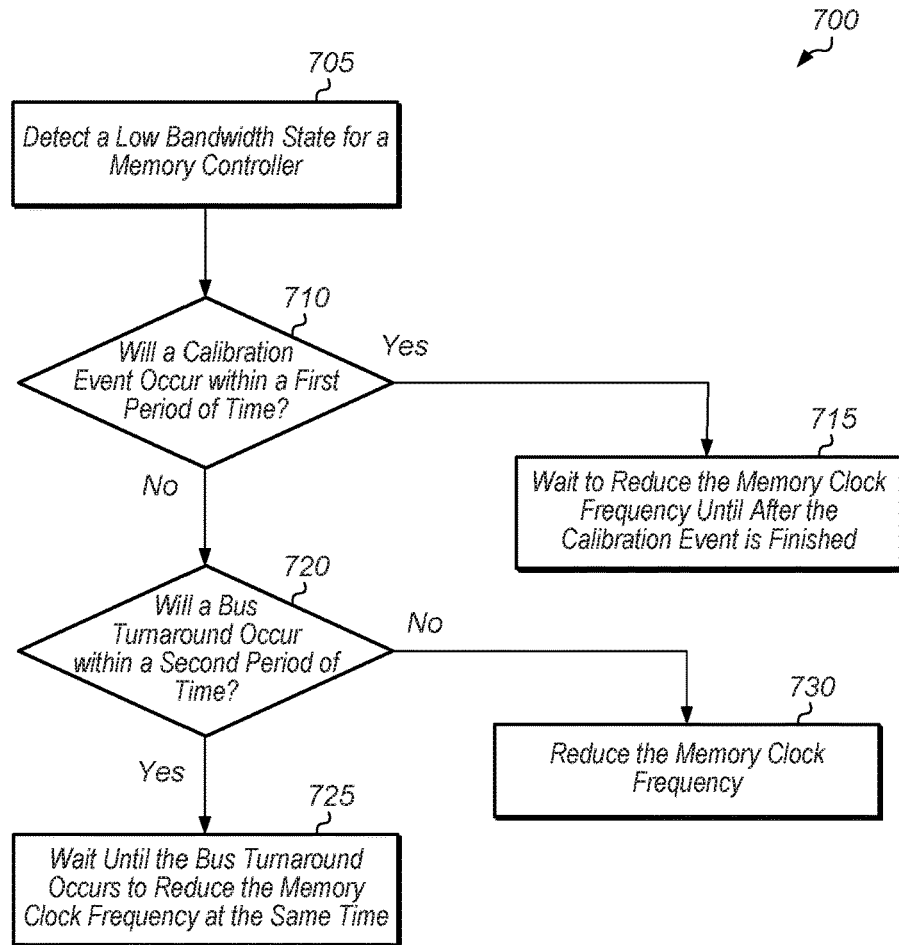 700
705
Detect a Low Bandwidth State for a
Memory Controller
710
Will a Calibration
Event Occur within a First
Period of Time?
Yes
No
715
Wait to Reduce the Memory Clock
Frequency Until After the
Calibration Event is Finished
720
Will a Bus
Turnaround Occur
within a Second Period of
Time?
No
Yes
730
Reduce the Memory Clock
Frequency
725
Wait Until the Bus Turnaround
Occurs to Reduce the Memory
Clock Frequency at the Same Time